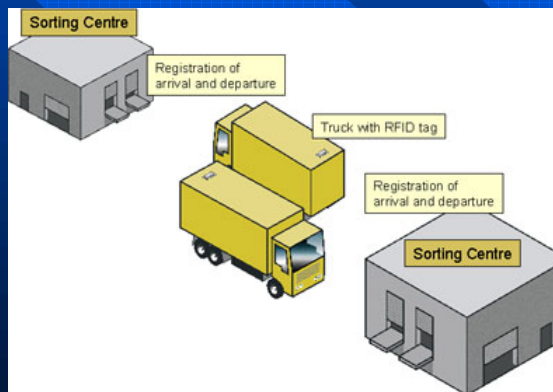 Sorting Centre
Registration of
arrival and departure
Truck with RFID tag
Registration of
arrival and departure
Sorting Centre